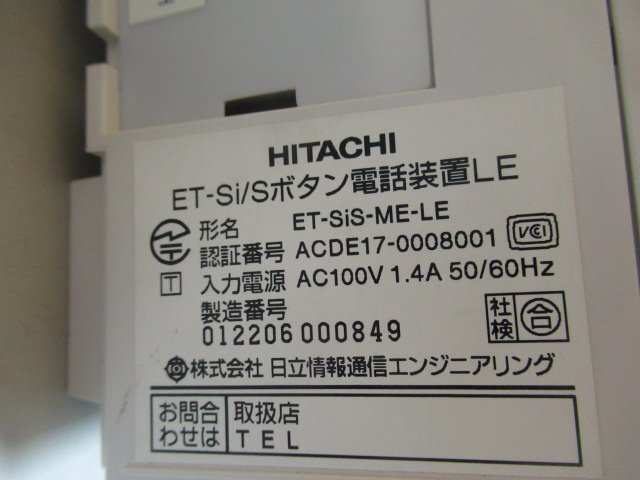 HITACHI
ET-Si/Sボタン電話装置LE
形名 ET-SiS-ME-LE
認証番号 ACDE17-0008001 VCI
T 入力電源 AC100V 1.4A 50/60Hz
製造番号 社検 合
012206 000849
株式会社 日立情報通信エンジニアリング
お問合わせは 取扱店
TEL